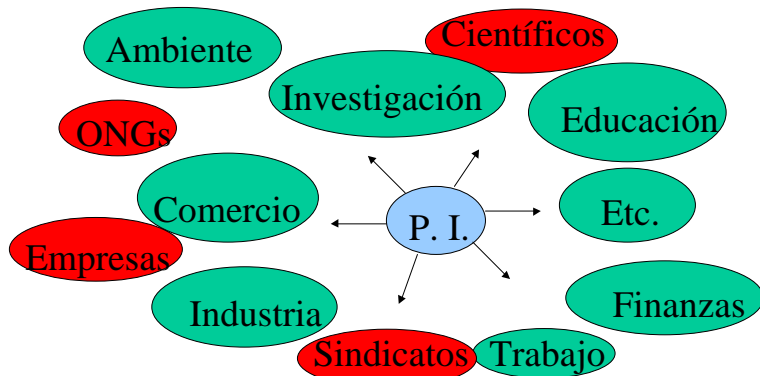 Ambiente
Científicos
Investigación
Educación
ONGs
Comercio
P. I.
Etc.
Empresas
Industria
Finanzas
Sindicatos
Trabajo